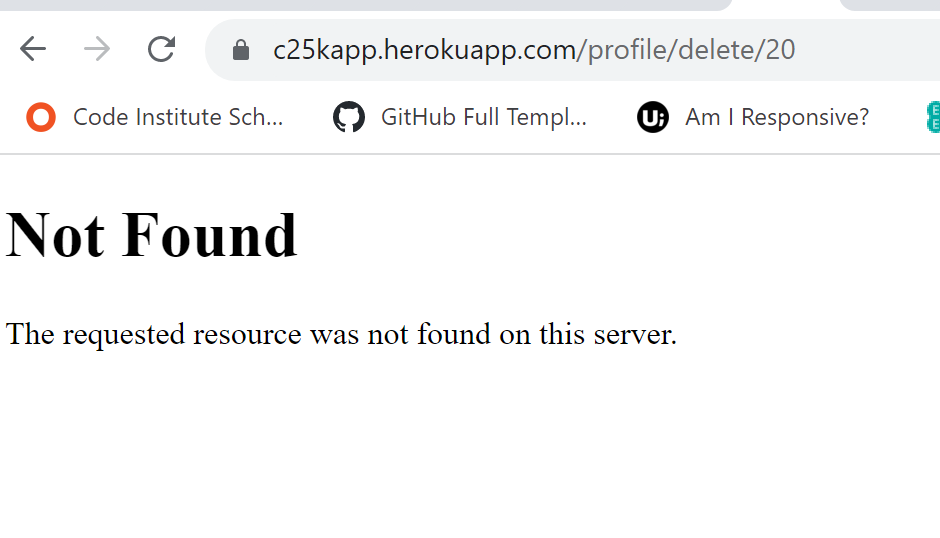 c25kapp.herokuapp.com/profile/delete/20
Code Institute Sch... GitHub Full Templ... Am I Responsive?
Not Found
The requested resource was not found on this server.